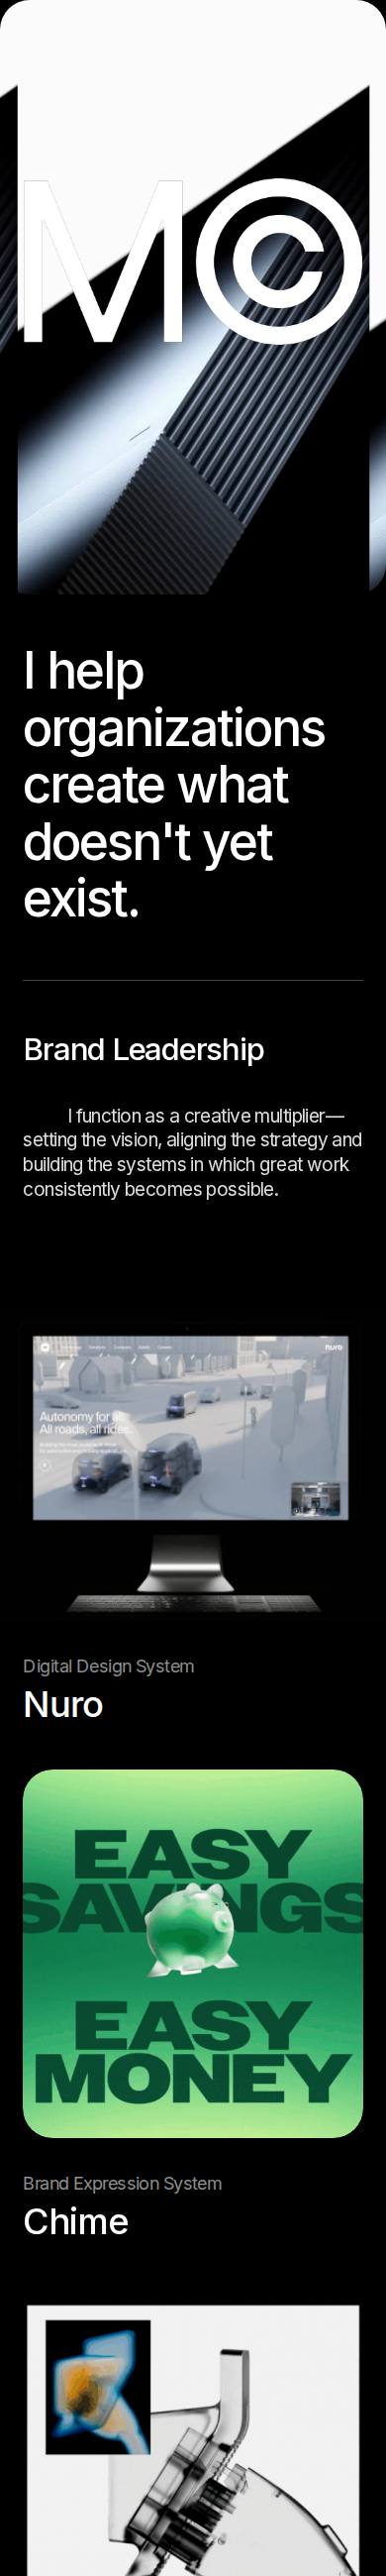 M©
I help
organizations
create what
doesn't yet
exist.
Brand Leadership
I function as a creative multiplier—
setting the vision, aligning the strategy and
building the systems in which great work
consistently becomes possible.
nuro
Autonomy for all.
All roads, all rides.
Digital Design System
Nuro
EASY
SAVINGS
EASY
MONEY
Brand Expression System
Chime